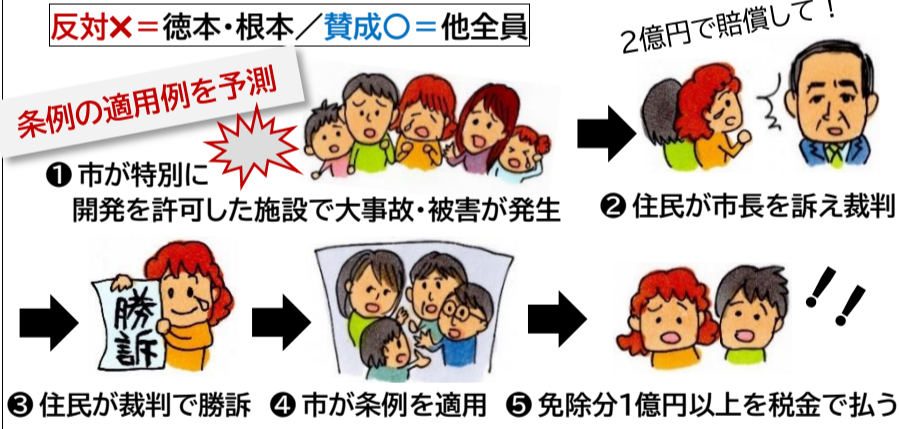 反対✖＝徳本・根本／賛成〇＝他全員
2億円で賠償して！
条例の適用例を予測
❶ 市が特別に
開発を許可した施設で大事故・被害が発生
❷ 住民が市長を訴え裁判
勝訴
❸ 住民が裁判で勝訴
❹ 市が条例を適用
❺ 免除分1億円以上を税金で払う
！！